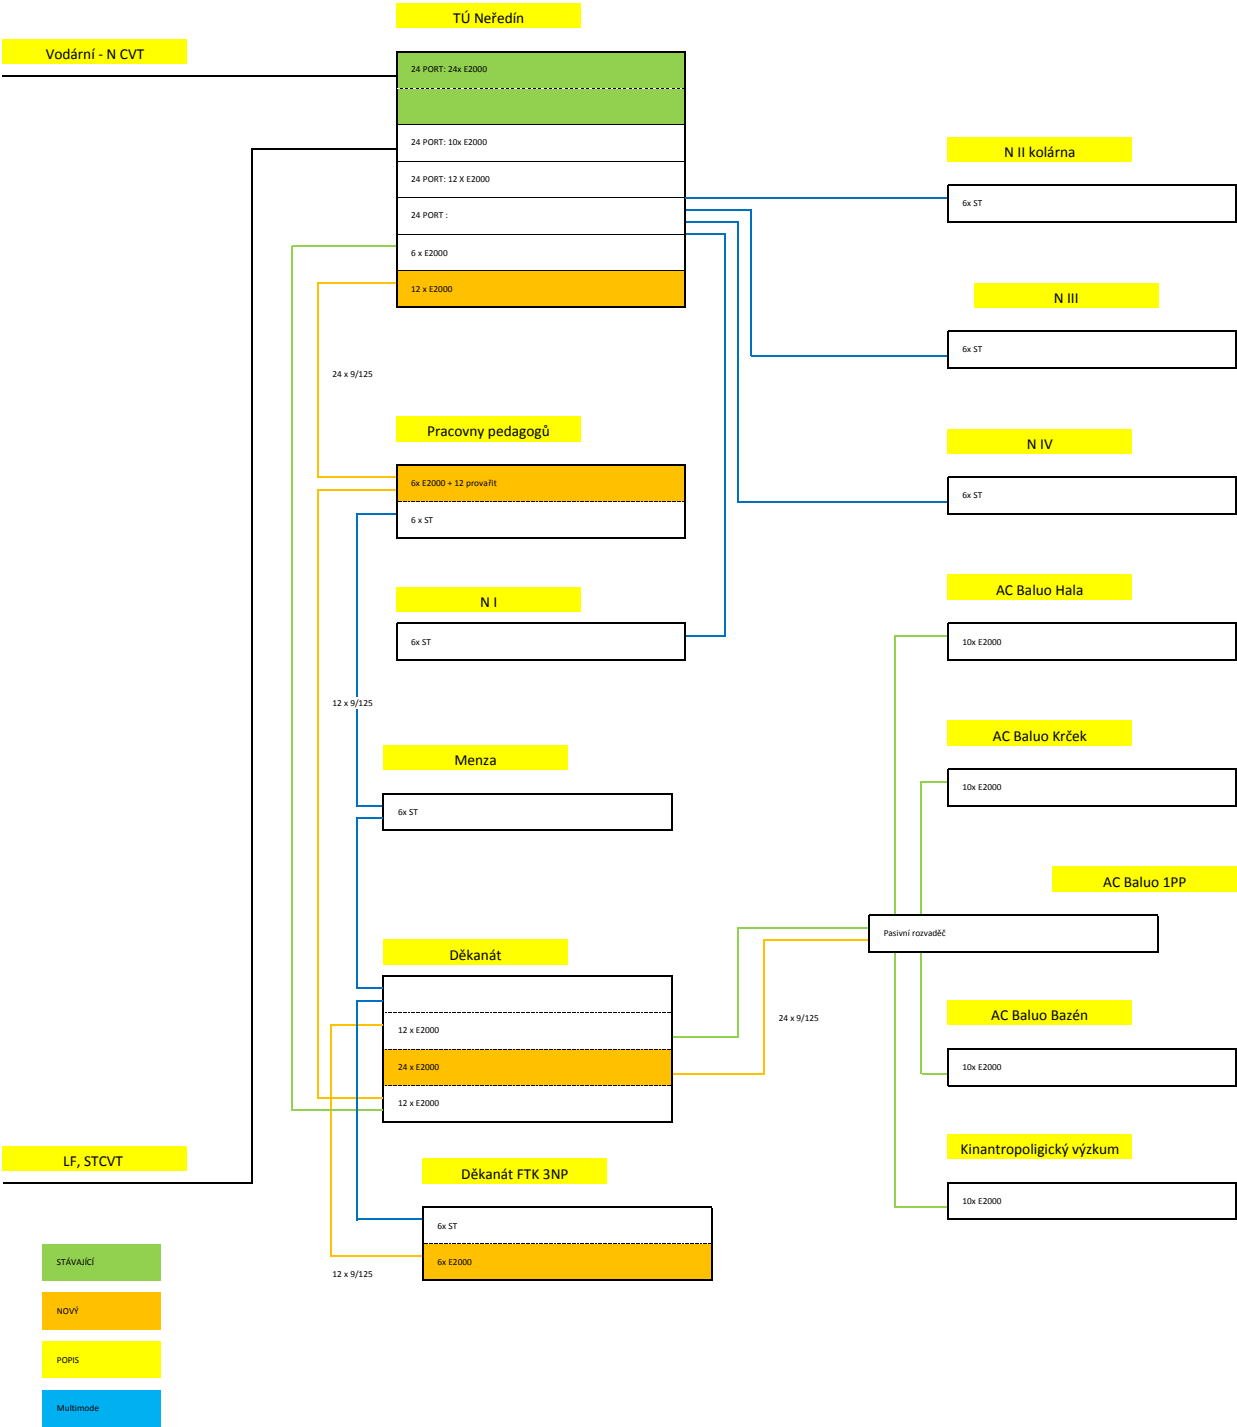 TÚ Neředín
Vodární - N CVT
24 PORT: 24x E2000
24 PORT: 10x E2000
24 PORT: 12 X E2000
24 PORT :
6 x E2000
12 x E2000
N II kolárna
6x ST
N III
6x ST
24 x 9/125
Pracovny pedagogů
6x E2000 + 12 provařit
6 x ST
N IV
6x ST
N I
6x ST
AC Baluo Hala
10x E2000
12 x 9/125
Menza
6x ST
AC Baluo Krček
10x E2000
AC Baluo 1PP
Pasivní rozvaděč
Děkanát
12 x E2000
24 x E2000
12 x E2000
24 x 9/125
AC Baluo Bazén
10x E2000
LF, STCVT
Děkanát FTK 3NP
6x ST
6x E2000
12 x 9/125
Kinantropoligický výzkum
10x E2000
STÁVAJÍCÍ
NOVÝ
POPIS
Multimode